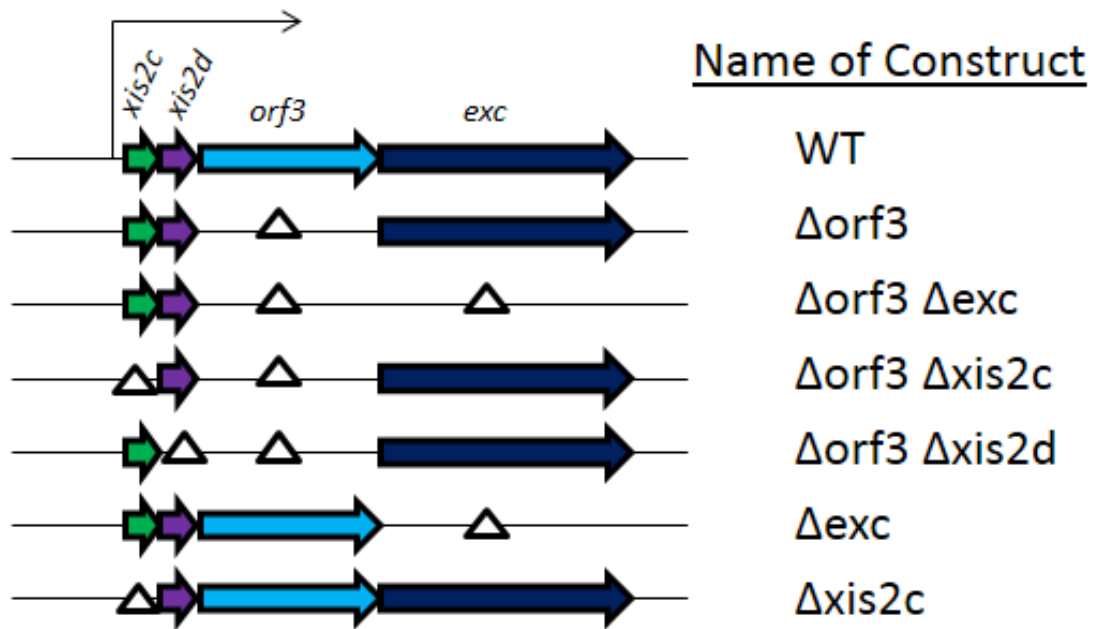 Name of Construct
xis2c xis2d orf3 exc
WT
Δorf3
Δorf3 Δexc
Δorf3 Δxis2c
Δorf3 Δxis2d
Δexc
Δxis2c